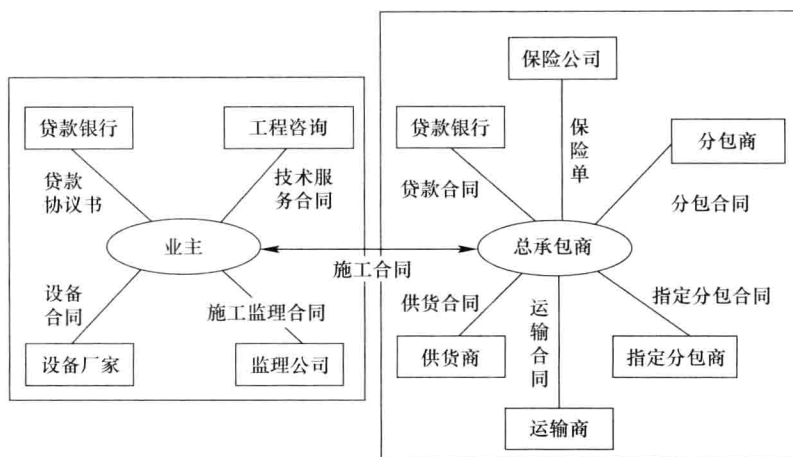 保险公司
贷款银行
工程咨询
贷款银行
分包商
保险单
贷款
协议书
技术服
务合同
贷款合同
分包合同
业主
总承包商
施工合同
设备
合同
施工监理合同
供货合同
运输合同
指定分包合同
设备厂家
监理公司
供货商
指定分包商
运输商